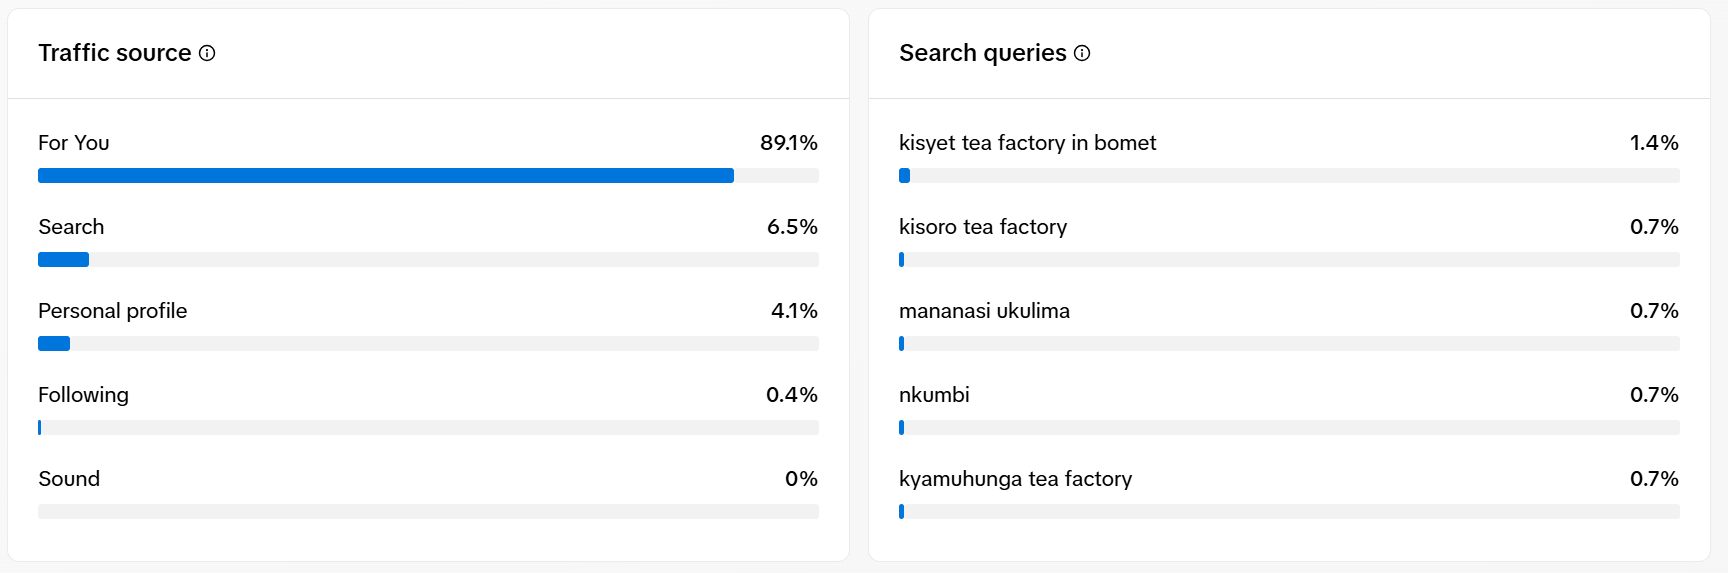 Traffic source
For You 89.1%
Search 6.5%
Personal profile 4.1%
Following 0.4%
Sound 0%
Search queries
kisyet tea factory in bomet 1.4%
kisoro tea factory 0.7%
mananasi ukulima 0.7%
nkumbi 0.7%
kyamuhunga tea factory 0.7%